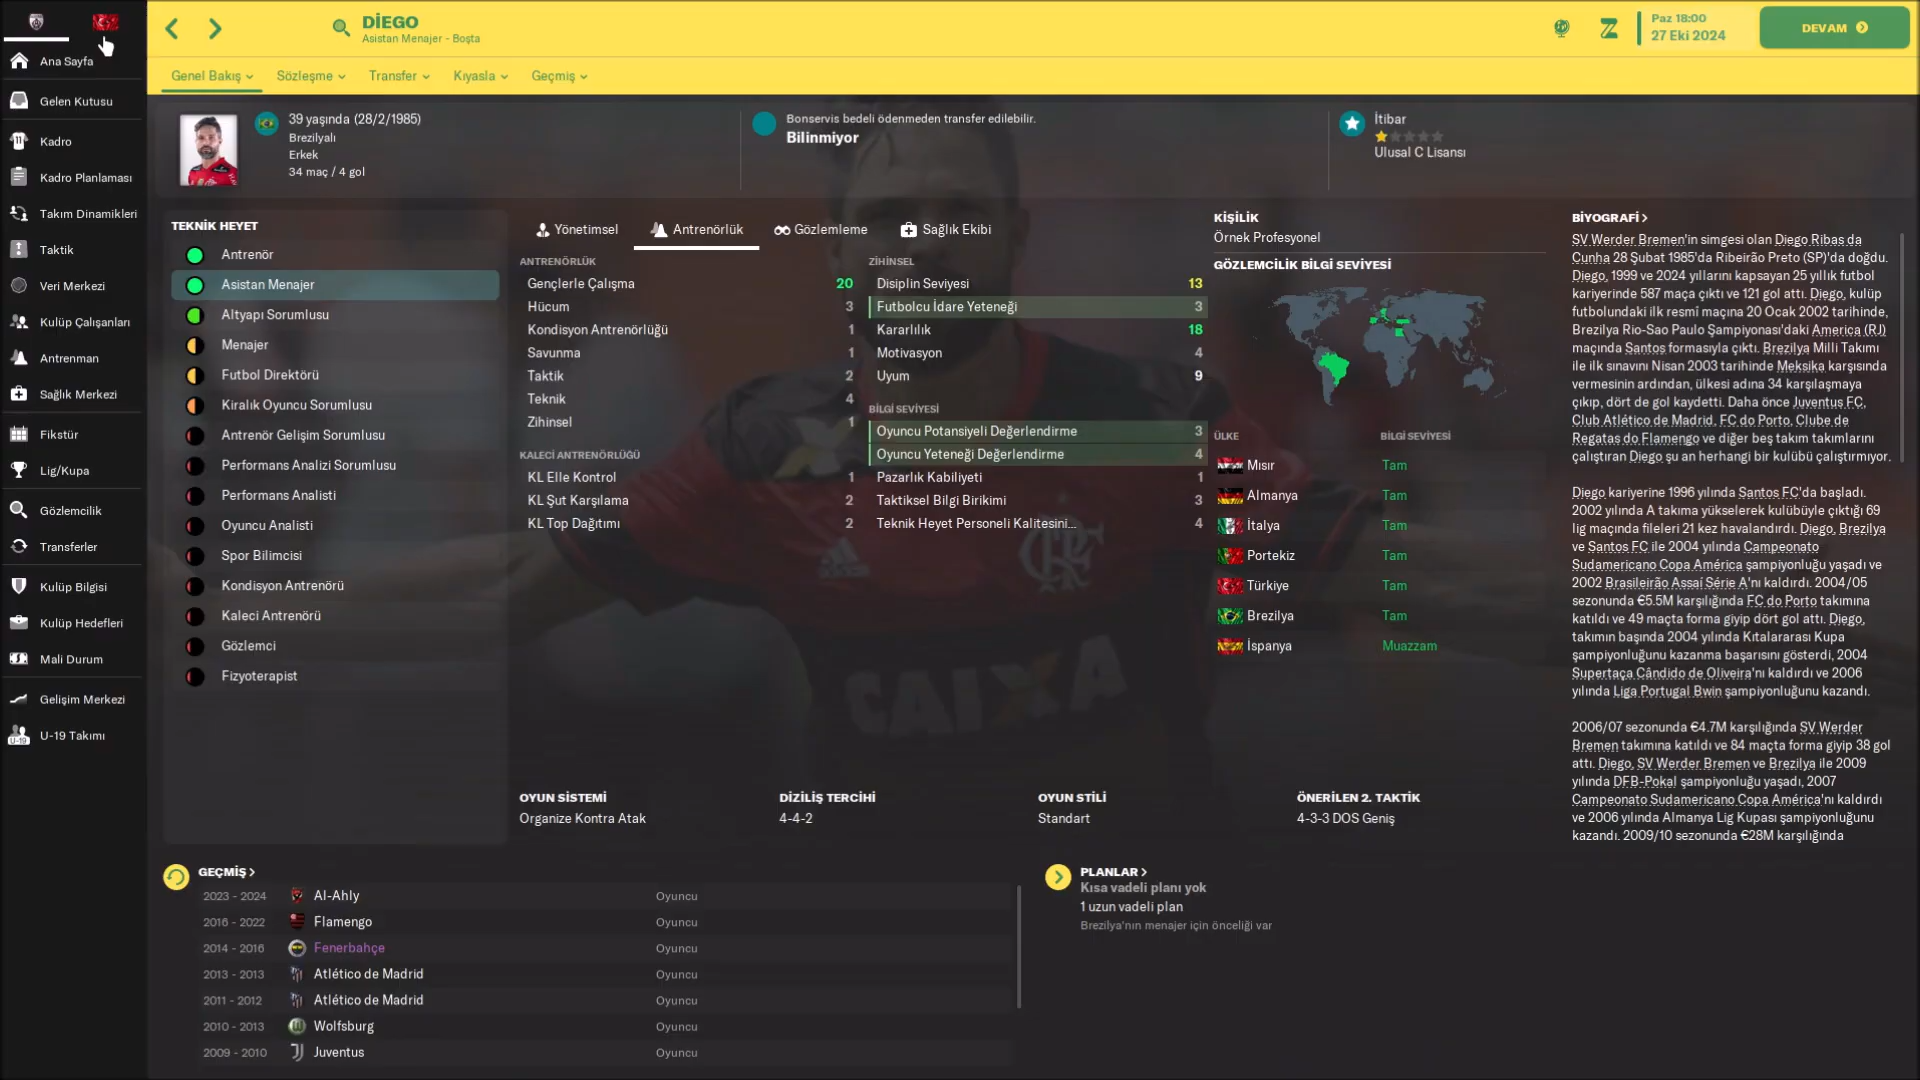 DİEGO
Asistan Menajer - Boşta
Paz 18:00
27 Eki 2024
DEVAM
Genel Bakış
Sözleşme
Transfer
Kıyasla
Geçmiş
Ana Sayfa
Gelen Kutusu
Kadro
Kadro Planlaması
Takım Dinamikleri
Taktik
Veri Merkezi
Kulüp Çalışanları
Antrenman
Sağlık Merkezi
Fikstür
Lig/Kupa
Gözlemcilik
Transferler
Kulüp Bilgisi
Kulüp Hedefleri
Mali Durum
Gelişim Merkezi
U-19 Takımı
39 yaşında (28/2/1985)
Brezilyalı
Erkek
34 maç / 4 gol
Bonservis bedeli ödenmeden transfer edilebilir.
Bilinmiyor
İtibar
Ulusal C Lisansı
TEKNİK HEYET
Antrenör
Asistan Menajer
Altyapı Sorumlusu
Menajer
Futbol Direktörü
Kiralık Oyuncu Sorumlusu
Antrenör Gelişim Sorumlusu
Performans Analizi Sorumlusu
Performans Analisti
Oyuncu Analisti
Spor Bilimcisi
Kondisyon Antrenörü
Kaleci Antrenörü
Gözlemci
Fizyoterapist
Yönetimsel
Antrenörlük
Gözlemleme
Sağlık Ekibi
ANTRENÖRLÜK
Gençlerle Çalışma 20
Hücum 3
Kondisyon Antrenörlüğü 1
Savunma 1
Taktik 2
Teknik 4
Zihinsel 1
KALECİ ANTRENÖRLÜĞÜ
KL Elle Kontrol 1
KL Şut Karşılama 2
KL Top Dağıtımı 2
ZİHİNSEL
Disiplin Seviyesi 13
Futbolcu İdare Yeteneği 3
Kararlılık 18
Motivasyon 4
Uyum 9
BİLGİ SEVİYESİ
Oyuncu Potansiyeli Değerlendirme 3
Oyuncu Yeteneği Değerlendirme 4
Pazarlık Kabiliyeti 1
Taktiksel Bilgi Birikimi 3
Teknik Heyet Personeli Kalitesini... 4
KİŞİLİK
Örnek Profesyonel
GÖZLEMCİLİK BİLGİ SEVİYESİ
ÜLKE BİLGİ SEVİYESİ
Mısır Tam
Almanya Tam
İtalya Tam
Portekiz Tam
Türkiye Tam
Brezilya Tam
İspanya Muazzam
BİYOGRAFİ
SV Werder Bremen'in simgesi olan Diego Ribas da
Cunha 28 Şubat 1985'da Ribeirão Preto (SP)'da doğdu.
Diego, 1999 ve 2024 yıllarını kapsayan 25 yıllık futbol
kariyerinde 587 maça çıktı ve 121 gol attı. Diego, kulüp
futbolundaki ilk resmî maçına 20 Ocak 2002 tarihinde,
Brezilya Rio-Sao Paulo Şampiyonası'daki America (RJ)
maçında Santos formasıyla çıktı. Brezilya Milli Takımı
ile ilk sınavını Nisan 2003 tarihinde Meksika karşısında
vermesinin ardından, ülkesi adına 34 karşılaşmaya
çıkıp, dört de gol kaydetti. Daha önce Juventus FC,
Club Atlético de Madrid, FC do Porto, Clube de
Regatas do Flamengo ve diğer beş takım takımlarını
çalıştıran Diego şu an herhangi bir kulübü çalıştırmıyor.
Diego kariyerine 1996 yılında Santos FC'da başladı.
2002 yılında A takıma yükselerek kulübüyle çıktığı 69
lig maçında fileleri 21 kez havalandırdı. Diego, Brezilya
ve Santos FC ile 2004 yılında Campeonato
Sudamericano Copa América şampiyonluğu yaşadı ve
2002 Brasileirão Assaí Série A'nı kaldırdı. 2004/05
sezonunda €5.5M karşılığında FC do Porto takımına
katıldı ve 49 maçta forma giyip dört gol attı. Diego,
takımın başında 2004 yılında Kıtalararası Kupa
şampiyonluğunu kazanma başarısını gösterdi, 2004
Supertaça Cândido de Oliveira'nı kaldırdı ve 2006
yılında Liga Portugal Bwin şampiyonluğunu kazandı.
2006/07 sezonunda €4.7M karşılığında SV Werder
Bremen takımına katıldı ve 84 maçta forma giyip 38 gol
attı. Diego, SV Werder Bremen ve Brezilya ile 2009
yılında DFB-Pokal şampiyonluğu yaşadı, 2007
Campeonato Sudamericano Copa América'nı kaldırdı
ve 2006 yılında Almanya Lig Kupası şampiyonluğunu
kazandı. 2009/10 sezonunda €28M karşılığında
OYUN SİSTEMİ
Organize Kontra Atak
DİZİLİŞ TERCİHİ
4-4-2
OYUN STİLİ
Standart
ÖNERİLEN 2. TAKTİK
4-3-3 DOS Geniş
GEÇMİŞ
2023 - 2024 Al-Ahly Oyuncu
2016 - 2022 Flamengo Oyuncu
2014 - 2016 Fenerbahçe Oyuncu
2013 - 2013 Atlético de Madrid Oyuncu
2011 - 2012 Atlético de Madrid Oyuncu
2010 - 2013 Wolfsburg Oyuncu
2009 - 2010 Juventus Oyuncu
PLANLAR
Kısa vadeli planı yok
1 uzun vadeli plan
Brezilya'nın menajer için önceliği var
CAIXA